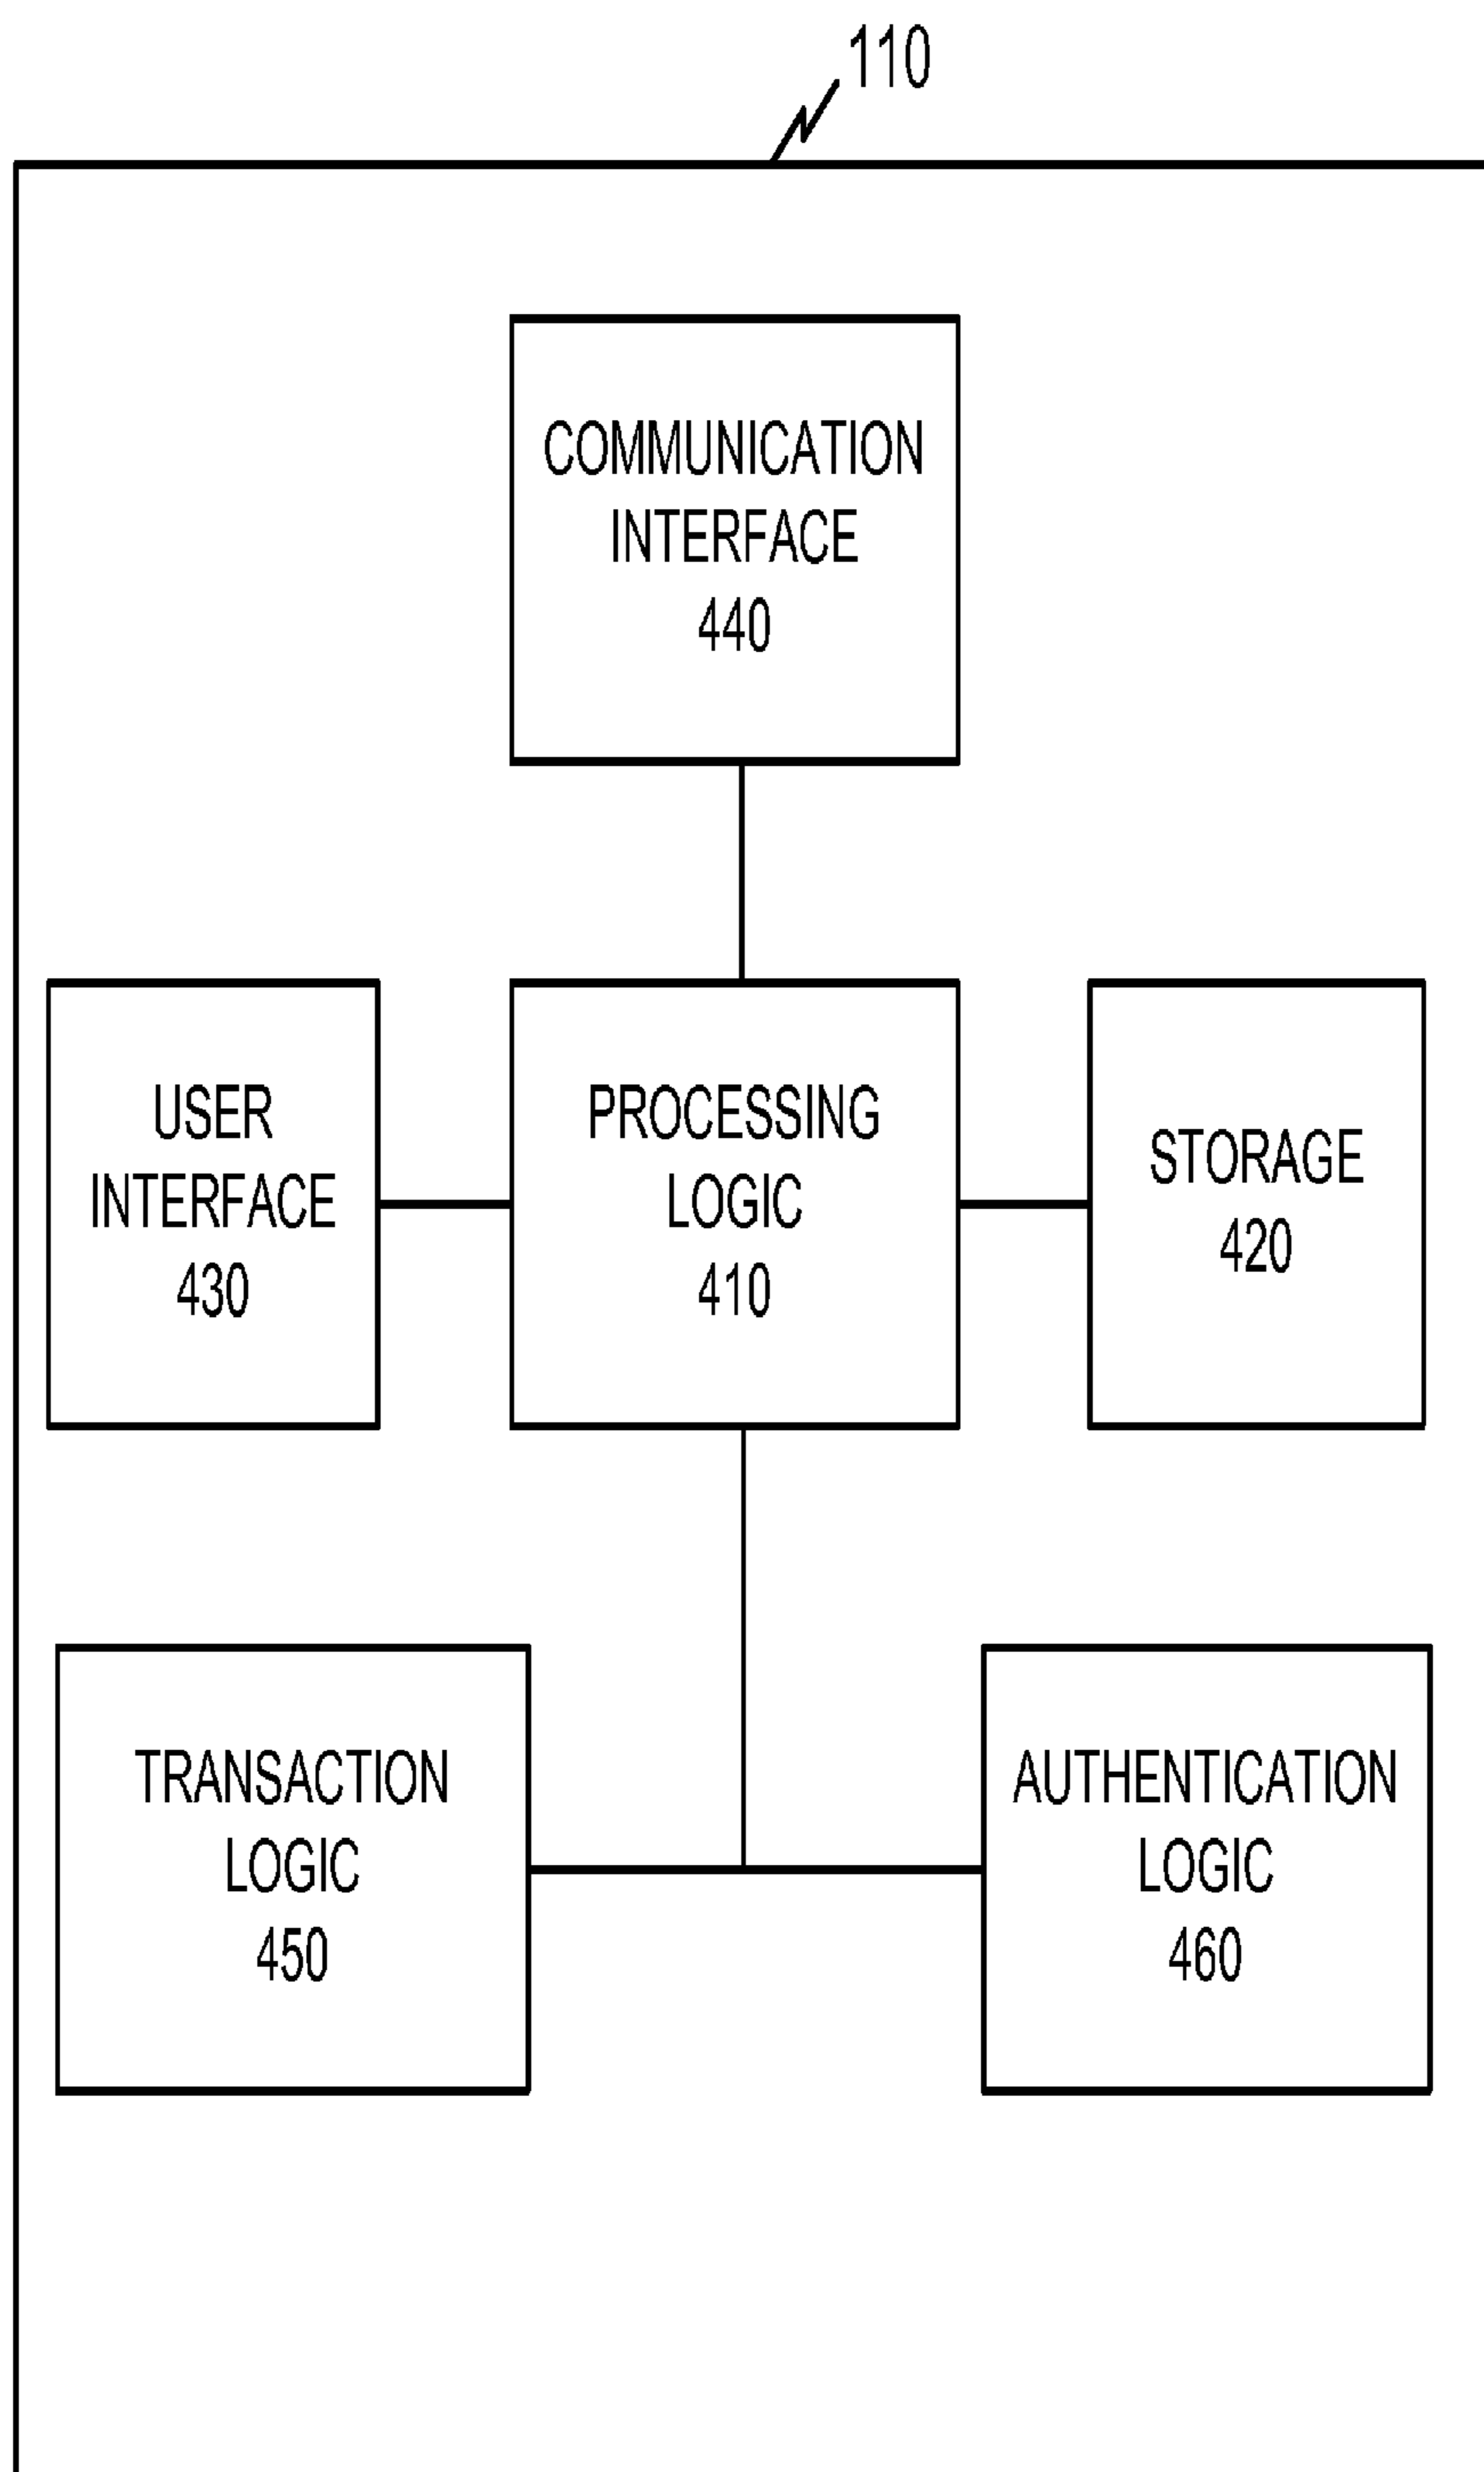 110
COMMUNICATION
INTERFACE
440
USER
INTERFACE
430
PROCESSING
LOGIC
410
STORAGE
420
TRANSACTION
LOGIC
450
AUTHENTICATION
LOGIC
460